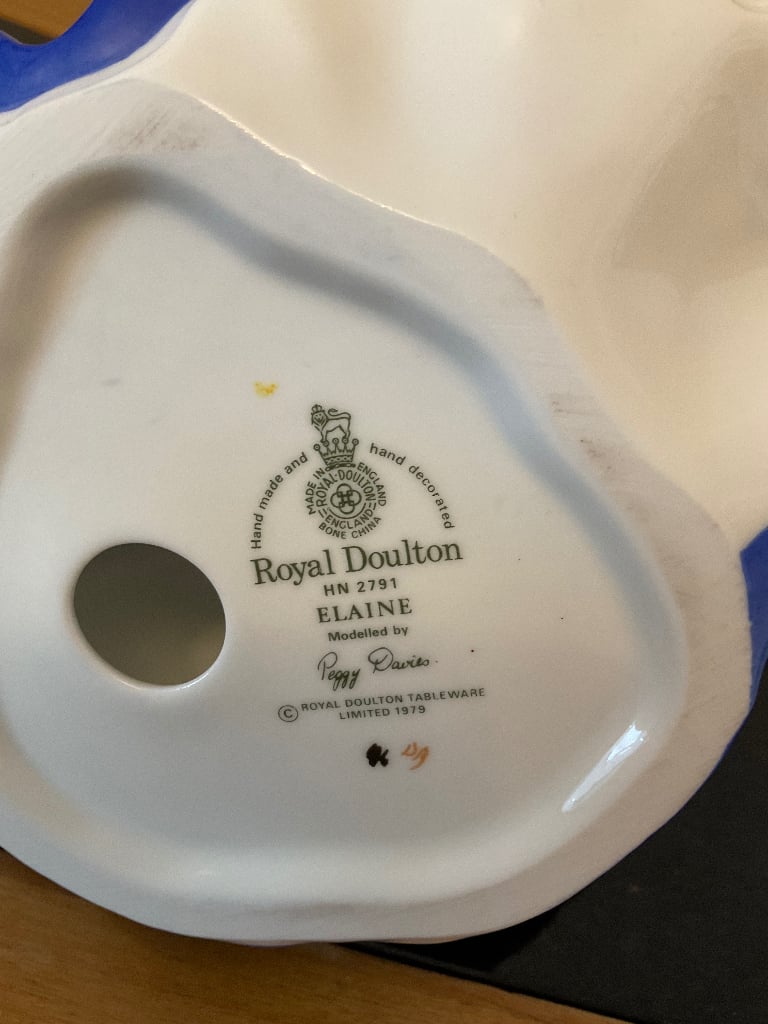 Hand made and hand decorated
MADE IN ENGLAND
ROYAL·DOULTON
ENGLAND
BONE CHINA
Royal Doulton
HN 2791
ELAINE
Modelled by
Peggy Davies.
© ROYAL DOULTON TABLEWARE
LIMITED 1979